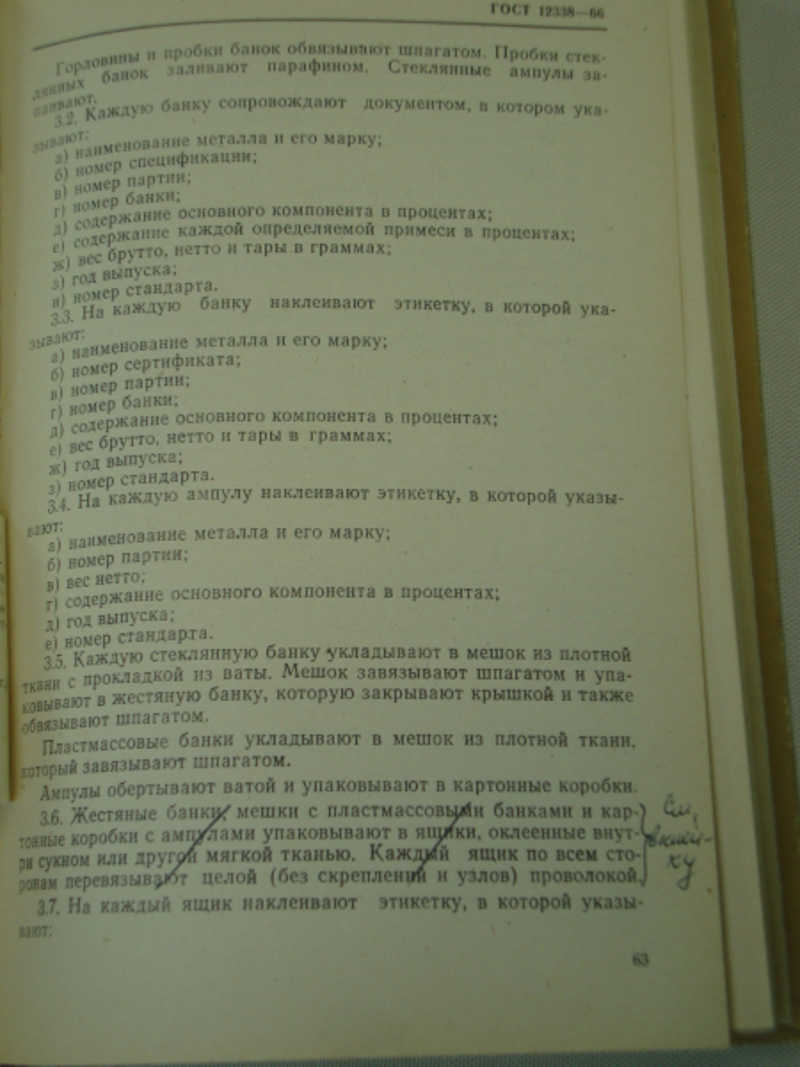 ГОСТ 12338—66
Горловины и пробки банок обвязывают шпагатом. Пробки стек-
лянных банок заливают парафином. Стеклянные ампулы за-
паивают.
3.2. Каждую банку сопровождают документом, в котором ука-
зывают:
а) наименование металла и его марку;
б) номер спецификации;
в) номер партии;
г) номер банки;
д) содержание основного компонента в процентах;
е) содержание каждой определяемой примеси в процентах;
ж) вес брутто, нетто и тары в граммах;
з) год выпуска;
и) номер стандарта.
3.3. На каждую банку наклеивают этикетку, в которой ука-
зывают:
а) наименование металла и его марку;
б) номер сертификата;
в) номер партии;
г) номер банки;
д) содержание основного компонента в процентах;
е) вес брутто, нетто и тары в граммах;
ж) год выпуска;
з) номер стандарта.
3.4. На каждую ампулу наклеивают этикетку, в которой указы-
вают:
а) наименование металла и его марку;
б) номер партии;
в) вес нетто;
г) содержание основного компонента в процентах;
д) год выпуска;
е) номер стандарта.
3.5. Каждую стеклянную банку укладывают в мешок из плотной
ткани с прокладкой из ваты. Мешок завязывают шпагатом и упа-
ковывают в жестяную банку, которую закрывают крышкой и также
обвязывают шпагатом.
Пластмассовые банки укладывают в мешок из плотной ткани,
который завязывают шпагатом.
Ампулы обертывают ватой и упаковывают в картонные коробки.
3.6. Жестяные банки, мешки с пластмассовыми банками и кар-
тонные коробки с ампулами упаковывают в ящики, оклеенные внут-
ри сукном или другой мягкой тканью. Каждый ящик по всем сто-
ронам перевязывают целой (без скреплений и узлов) проволокой.
См.
вклей-
ку
3.7. На каждый ящик наклеивают этикетку, в которой указы-
вают:
63